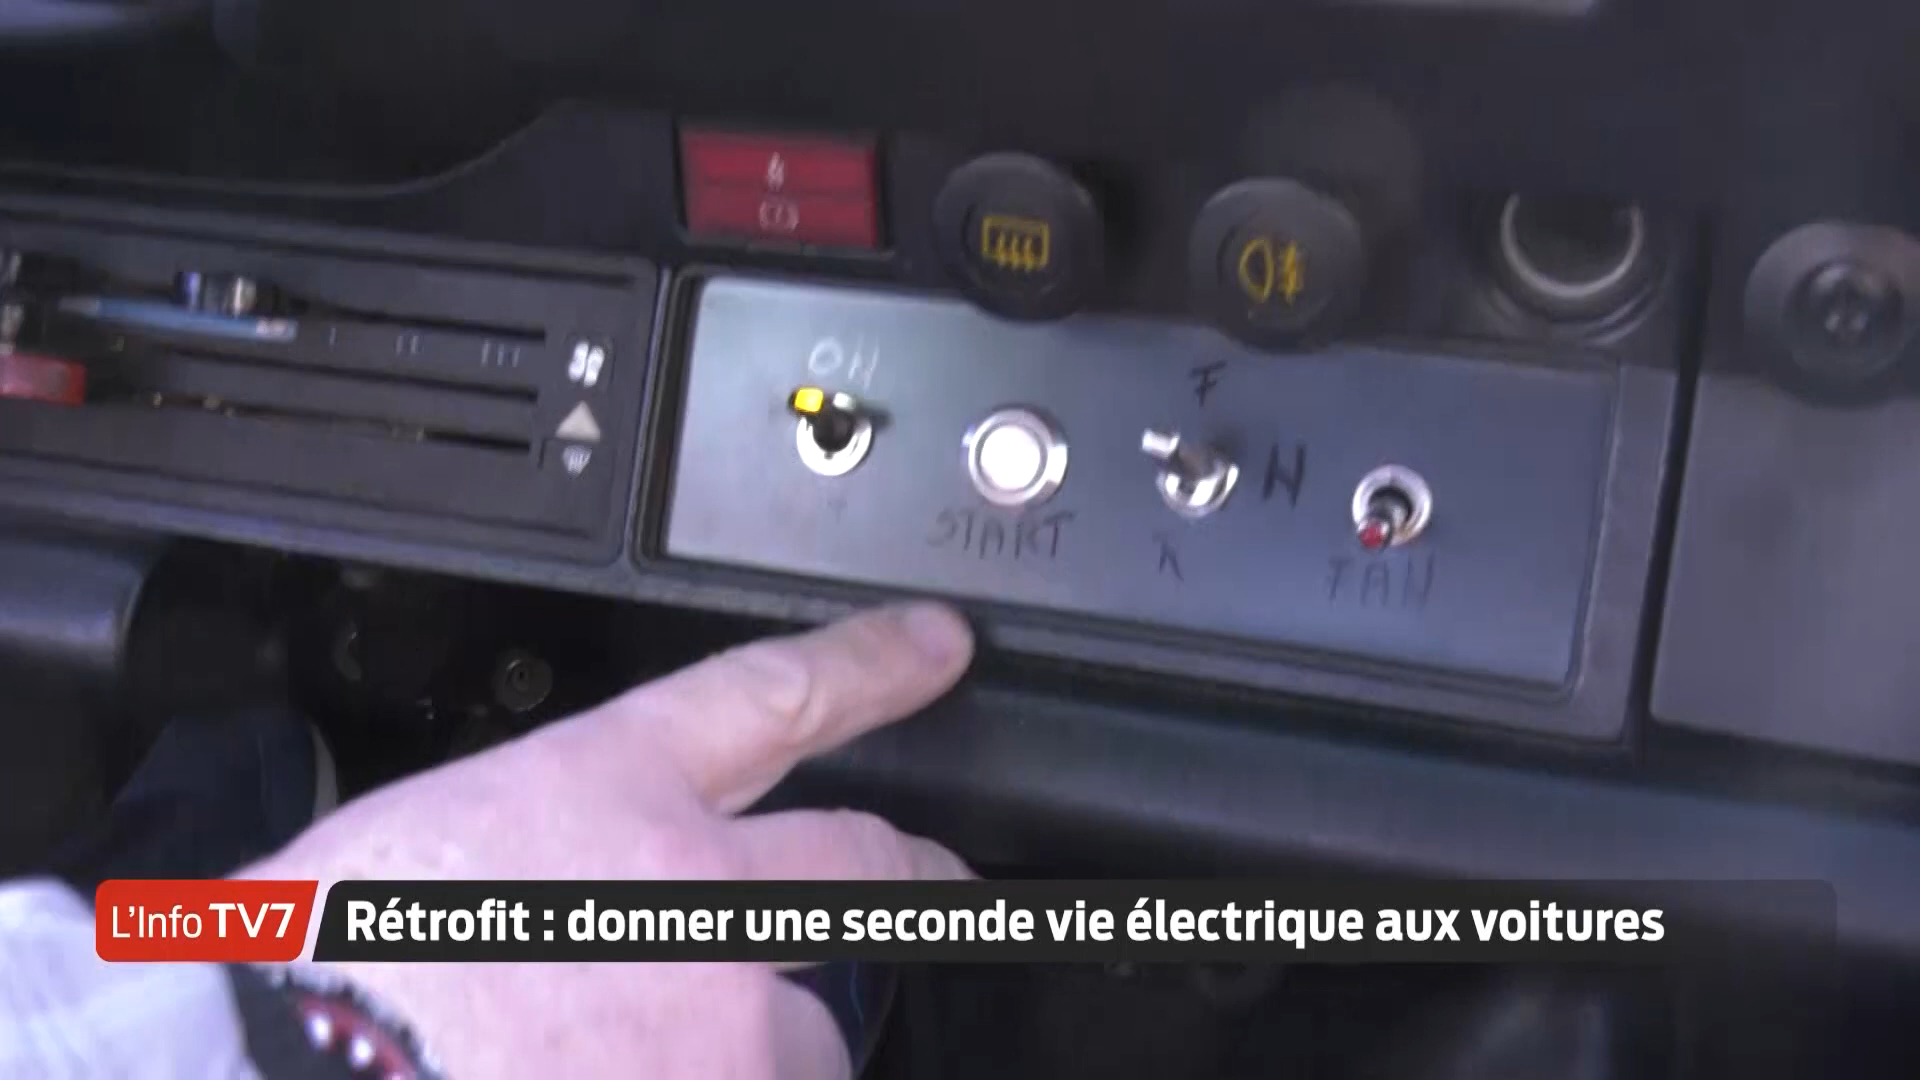 ON
START
F
N
R
FAN
L'Info TV7
Rétrofit : donner une seconde vie électrique aux voitures